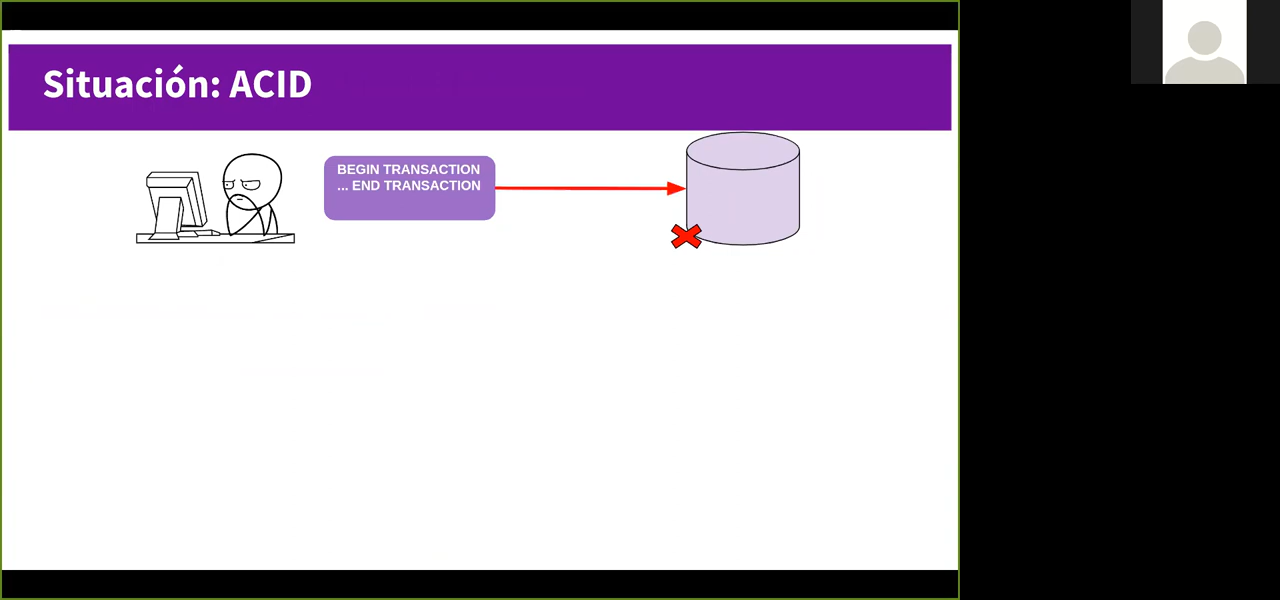 Situación: ACID
BEGIN TRANSACTION
... END TRANSACTION